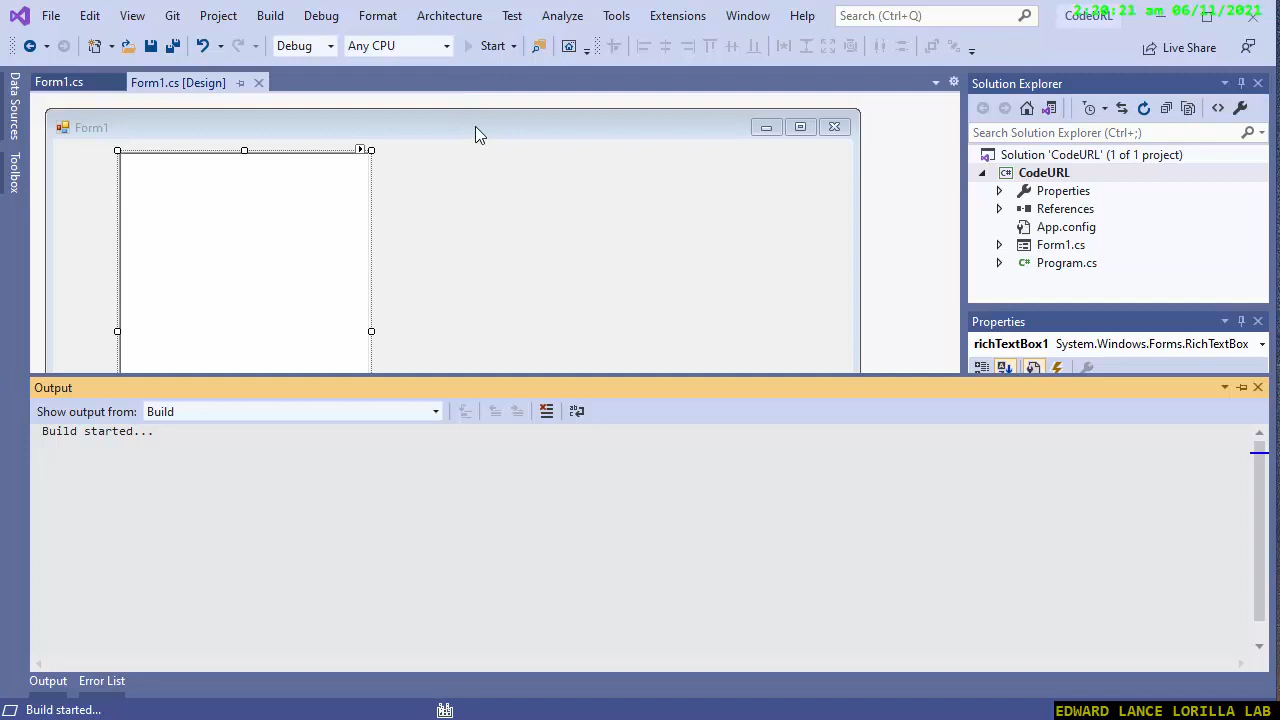 File Edit View Git Project Build Debug Format Architecture Test Analyze Tools Extensions Window Help Search (Ctrl+Q) CodeURL
06/11/2021
Debug Any CPU Start Live Share
Form1.cs Form1.cs [Design] Solution Explorer
Data Sources
Toolbox
Form1
Search Solution Explorer (Ctrl+;)
Solution 'CodeURL' (1 of 1 project)
C# CodeURL
Properties
References
App.config
Form1.cs
C# Program.cs
Properties
richTextBox1 System.Windows.Forms.RichTextBox
Output
Show output from: Build
Build started...
Output Error List
Build started...
EDWARD LANCE LORILLA LAB